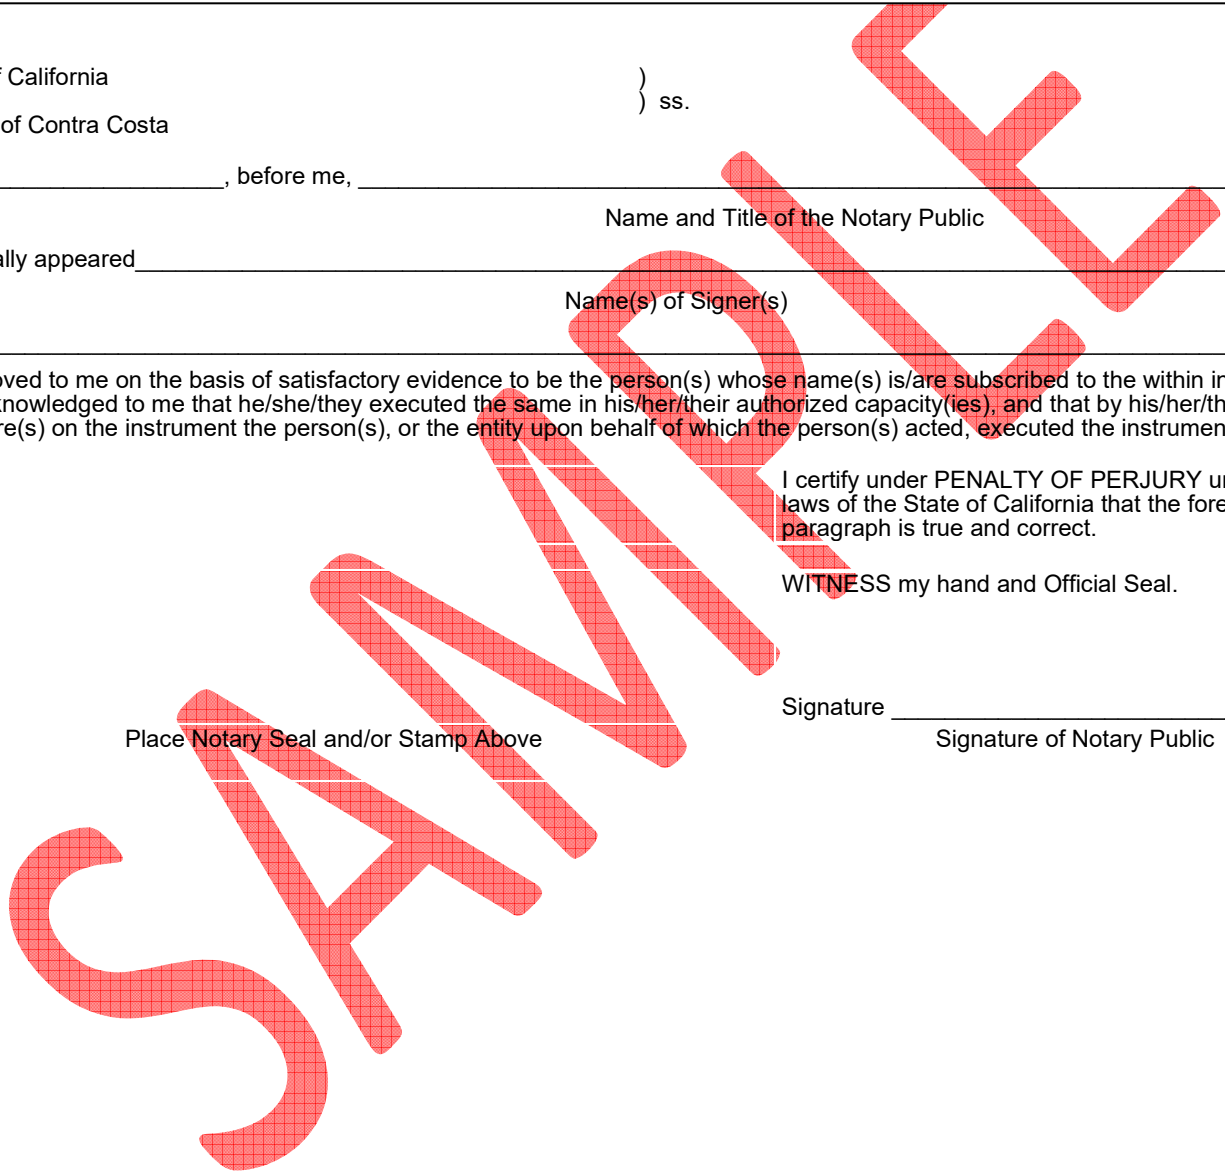 f California )
) ss.
of Contra Costa
__________________, before me, ____________________
Name and Title of the Notary Public
ally appeared____________________
Name(s) of Signer(s)
____________________
oved to me on the basis of satisfactory evidence to be the person(s) whose name(s) is/are subscribed to the within in
knowledged to me that he/she/they executed the same in his/her/their authorized capacity(ies), and that by his/her/th
re(s) on the instrument the person(s), or the entity upon behalf of which the person(s) acted, executed the instrumen
I certify under PENALTY OF PERJURY un
laws of the State of California that the fore
paragraph is true and correct.
WITNESS my hand and Official Seal.
Signature ____________________
Place Notary Seal and/or Stamp Above Signature of Notary Public
SAMPLE